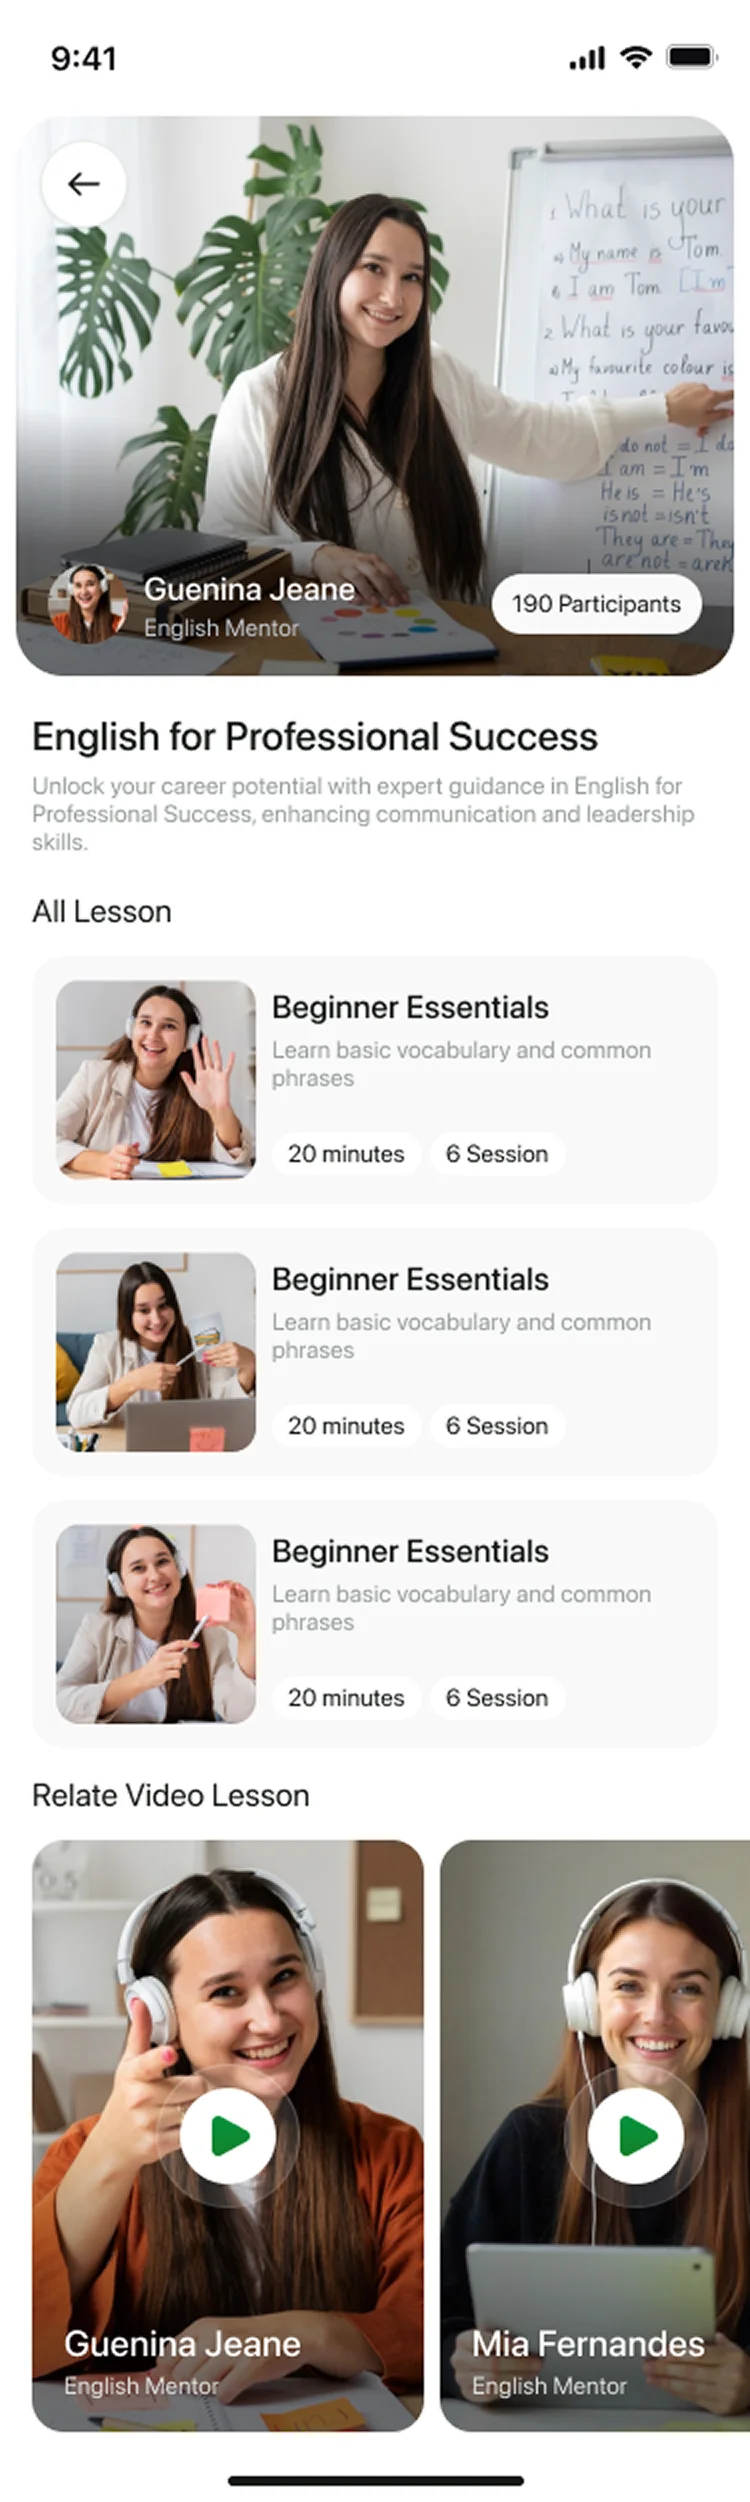 9:41
1 What is your
a) My name is Tom.
b) I am Tom [I'm
2 What is your
a) My favourite colour is
do not = I do
I am = I'm
He is = He's
is not = isn't
They are = They
are not = aren't
Guenina Jeane
English Mentor
190 Participants
English for Professional Success
Unlock your career potential with expert guidance in English for
Professional Success, enhancing communication and leadership
skills.
All Lesson
Beginner Essentials
Learn basic vocabulary and common
phrases
20 minutes
6 Session
Beginner Essentials
Learn basic vocabulary and common
phrases
20 minutes
6 Session
Beginner Essentials
Learn basic vocabulary and common
phrases
20 minutes
6 Session
Relate Video Lesson
Guenina Jeane
English Mentor
Mia Fernandes
English Mentor